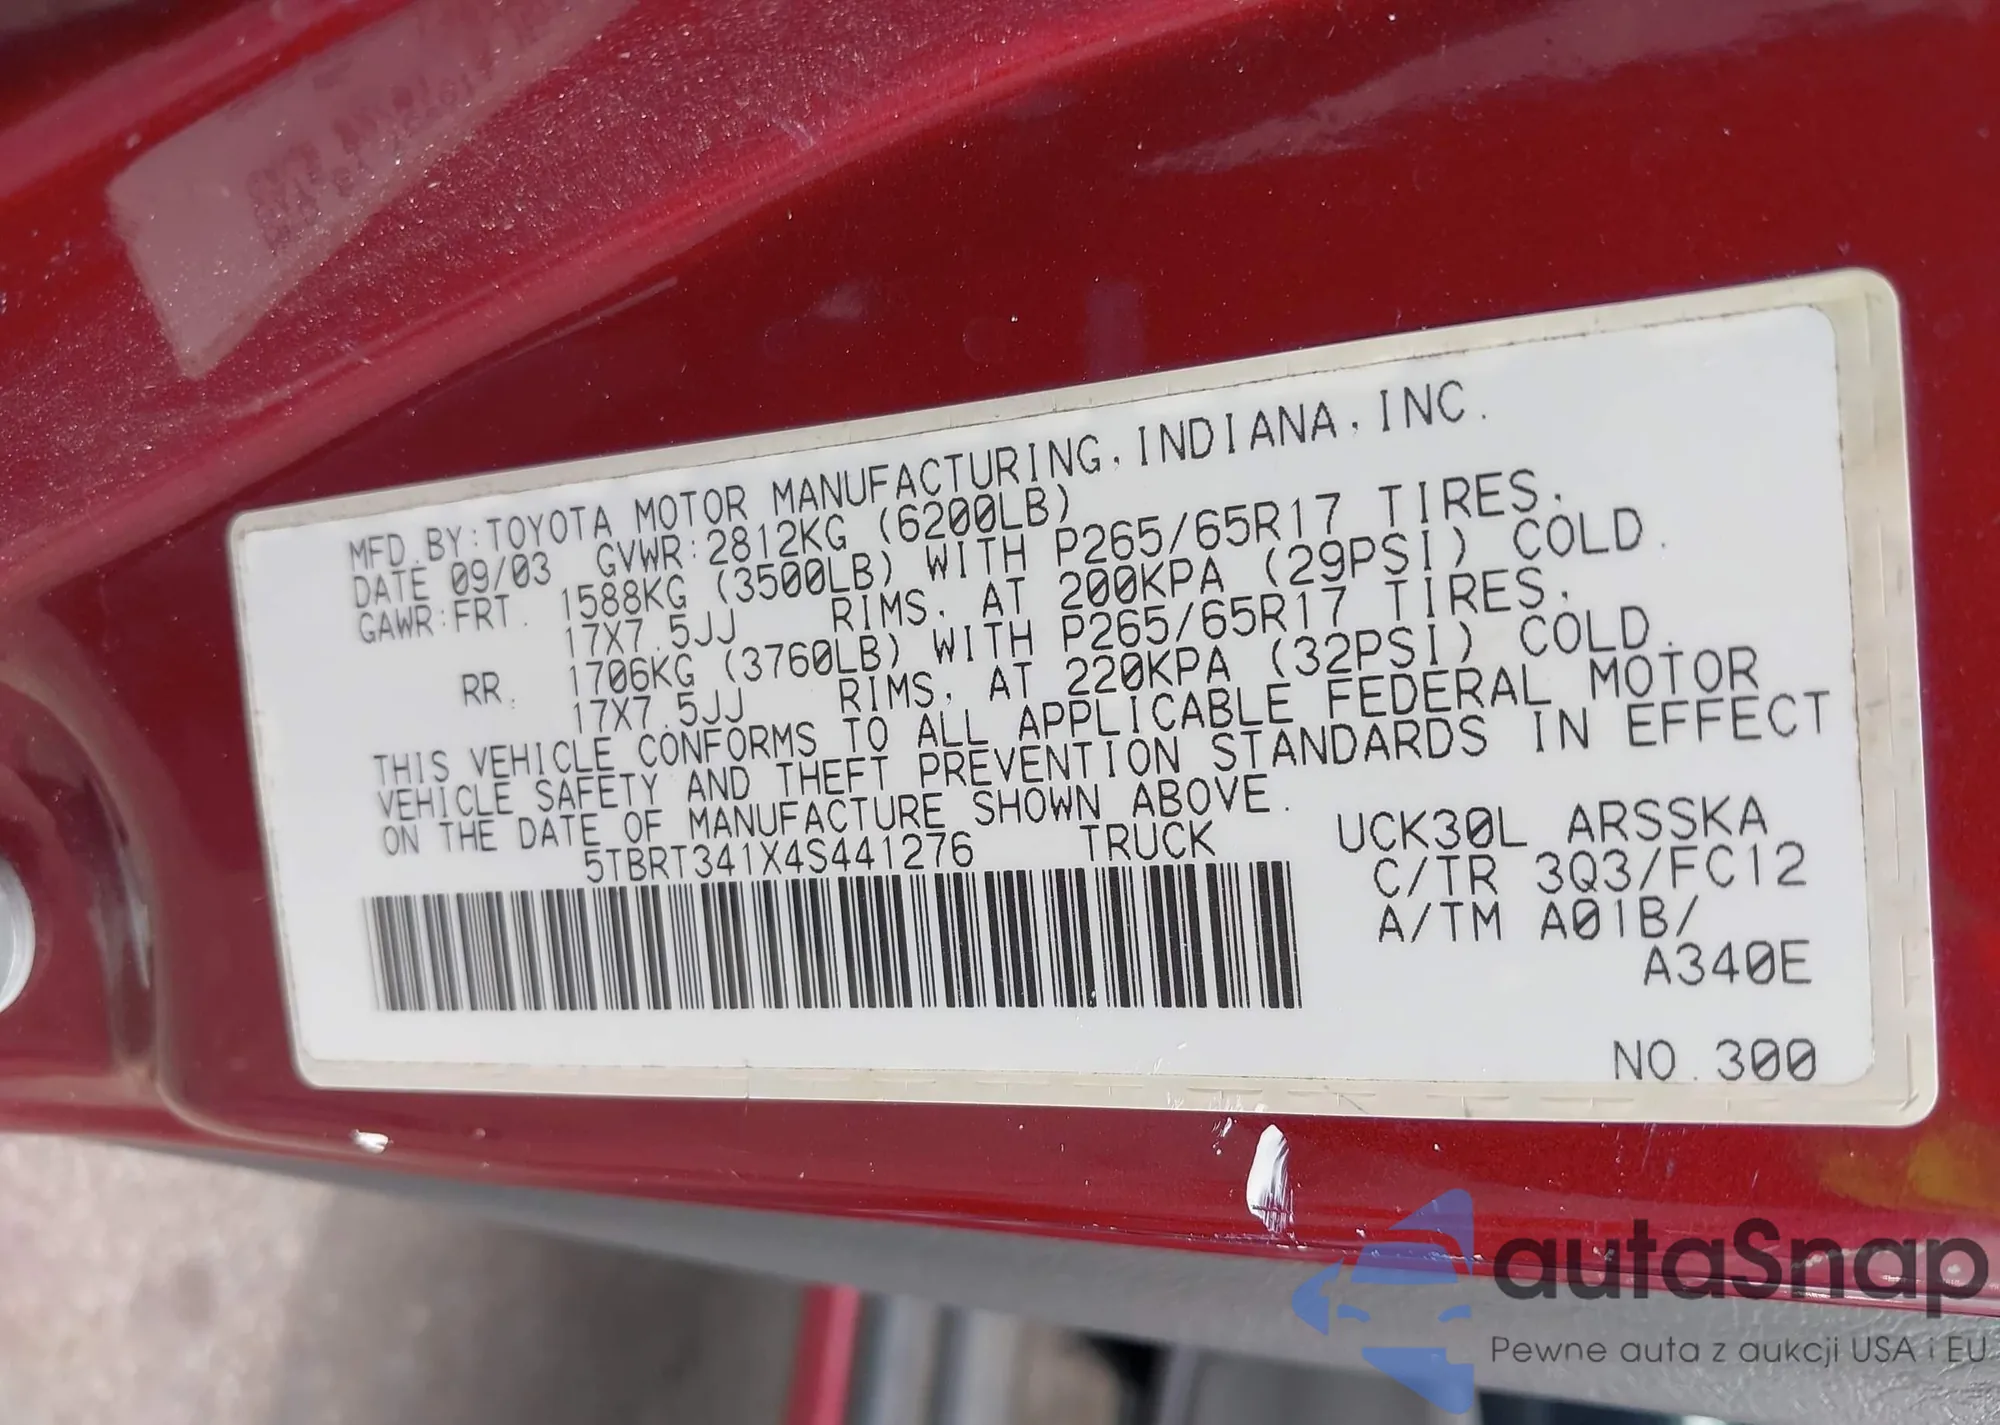 MFD.BY:TOYOTA MOTOR MANUFACTURING,INDIANA,INC.
DATE 09/03 GVWR:2812KG (6200LB)
GAWR:FRT. 1588KG (3500LB) WITH P265/65R17 TIRES.
17X7.5JJ RIMS, AT 200KPA (29PSI) COLD.
RR. 1706KG (3760LB) WITH P265/65R17 TIRES.
17X7.5JJ RIMS, AT 220KPA (32PSI) COLD.
THIS VEHICLE CONFORMS TO ALL APPLICABLE FEDERAL MOTOR
VEHICLE SAFETY AND THEFT PREVENTION STANDARDS IN EFFECT
ON THE DATE OF MANUFACTURE SHOWN ABOVE.
5TBRT341X4S441276 TRUCK UCK30L ARSSKA
C/TR 3Q3/FC12
A/TM A01B/
A340E
NO.300
autaSnap
Pewne auta z aukcji USA i EU